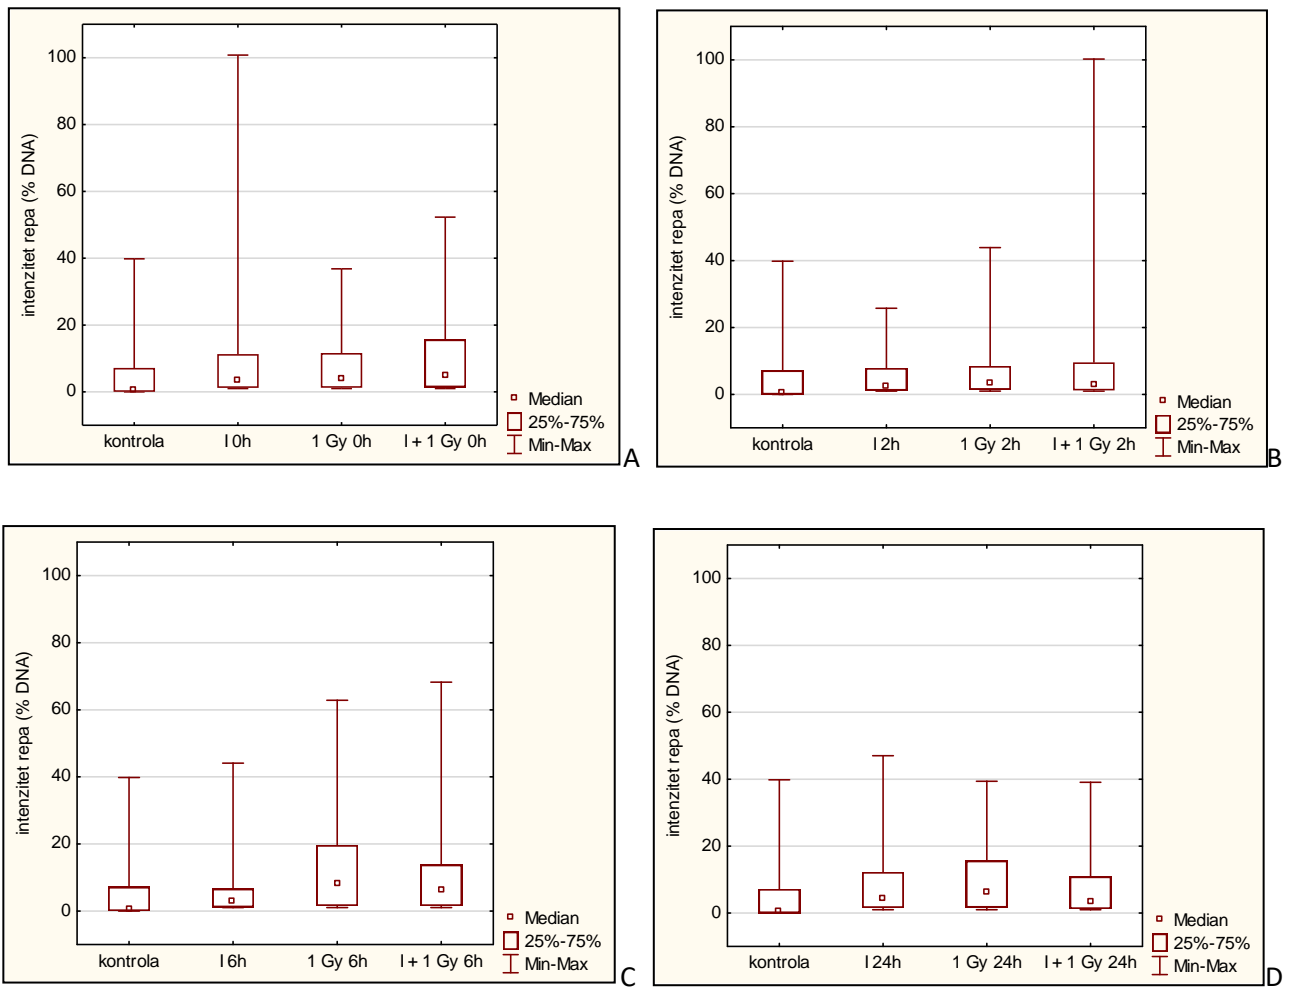 intenzitet repa (% DNA)
100
80
60
40
20
0
kontrola I 0h 1 Gy 0h I + 1 Gy 0h
Median
25%-75%
Min-Max
A
intenzitet repa (% DNA)
100
80
60
40
20
0
kontrola I 2h 1 Gy 2h I + 1 Gy 2h
Median
25%-75%
Min-Max
B
intenzitet repa (% DNA)
100
80
60
40
20
0
kontrola I 6h 1 Gy 6h I + 1 Gy 6h
Median
25%-75%
Min-Max
C
intenzitet repa (% DNA)
100
80
60
40
20
0
kontrola I 24h 1 Gy 24h I + 1 Gy 24h
Median
25%-75%
Min-Max
D